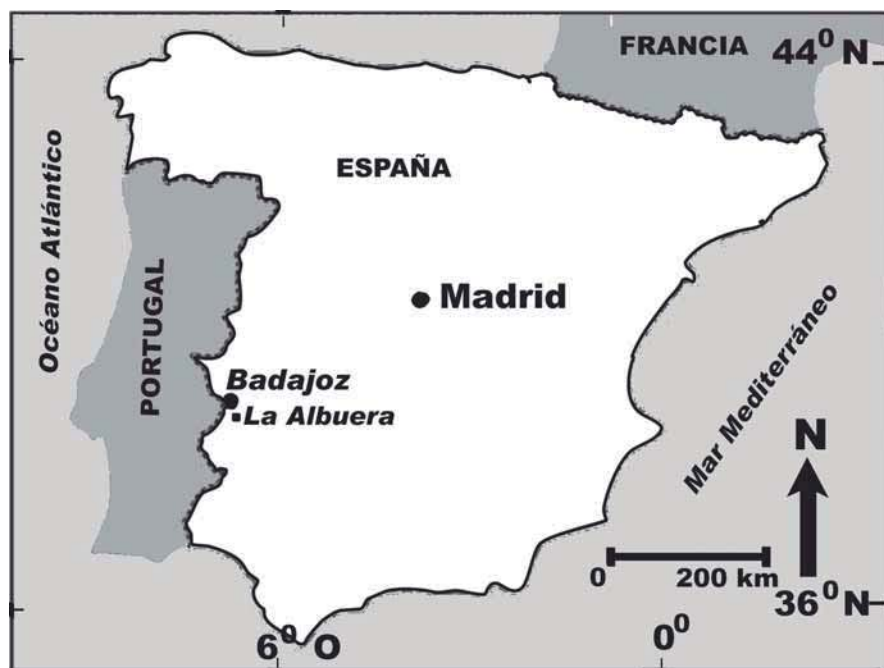 FRANCIA
44⁰ N
Océano Atlántico
ESPAÑA
PORTUGAL
Madrid
Badajoz
La Albuera
Mar Mediterráneo
N
0 200 km
36⁰ N
6⁰ O
0⁰